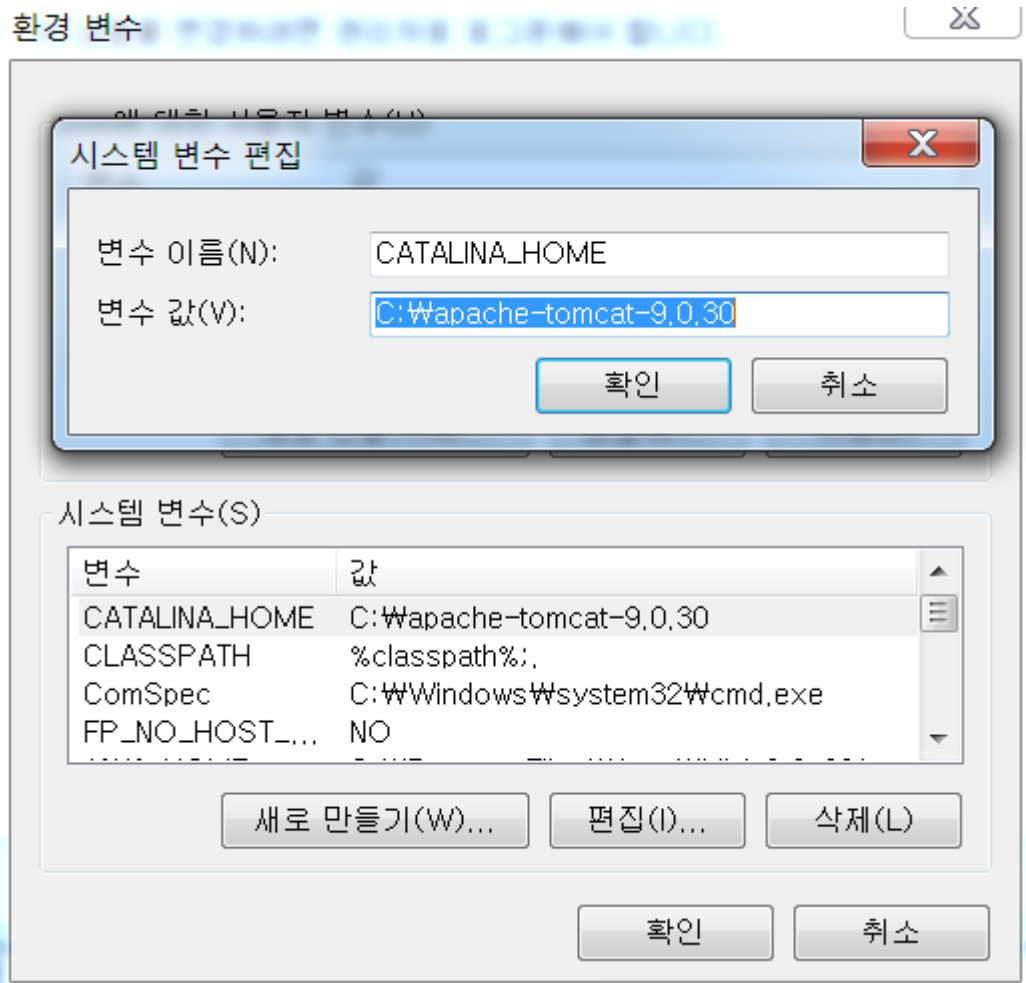 환경 변수
시스템 변수 편집
변수 이름(N): CATALINA_HOME
변수 값(V): C:₩apache-tomcat-9.0.30
확인 취소
시스템 변수(S)
변수 값
CATALINA_HOME C:₩apache-tomcat-9.0.30
CLASSPATH %classpath%;.
ComSpec C:₩Windows₩system32₩cmd.exe
FP_NO_HOST_... NO
새로 만들기(W)... 편집(I)... 삭제(L)
확인 취소